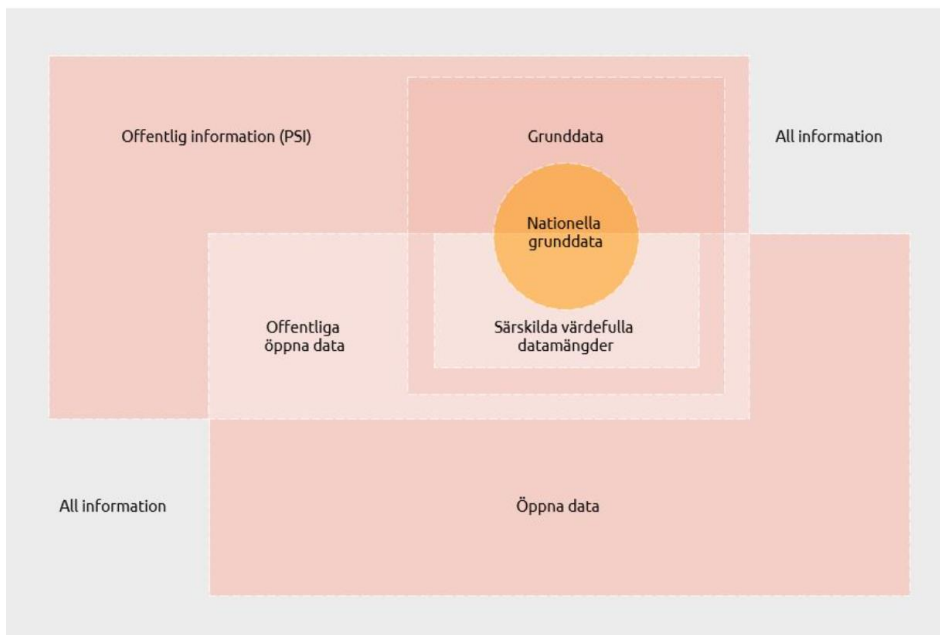 Offentlig information (PSI)
Grunddata
All information
Nationella
grunddata
Offentliga
öppna data
Särskilda värdefulla
datamängder
All information
Öppna data